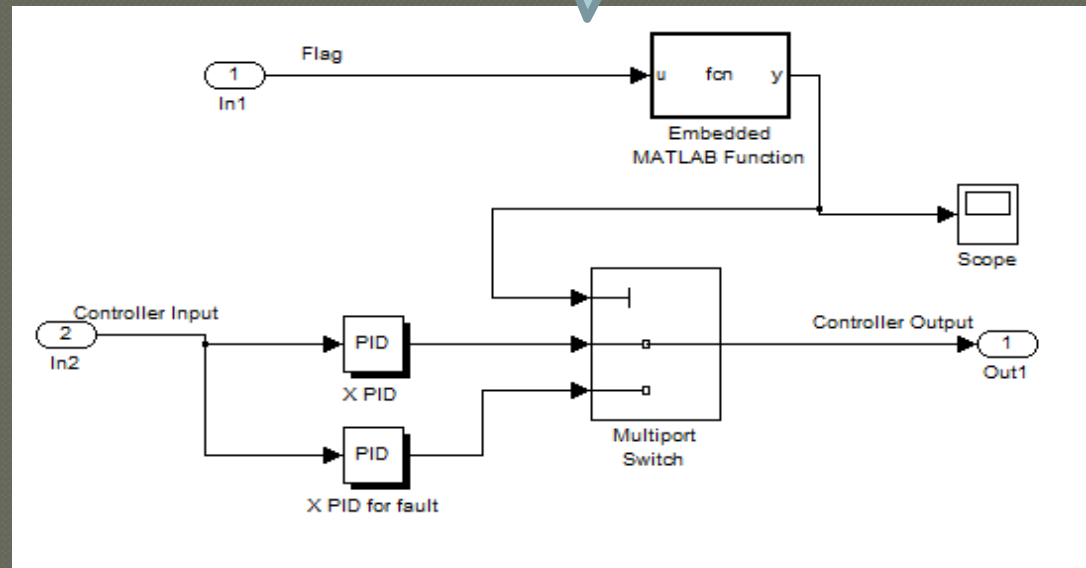 Flag
1
In1
u fcn y
Embedded
MATLAB Function
Scope
Controller Input
2
In2
PID
X PID
PID
X PID for fault
Multiport
Switch
Controller Output
1
Out1